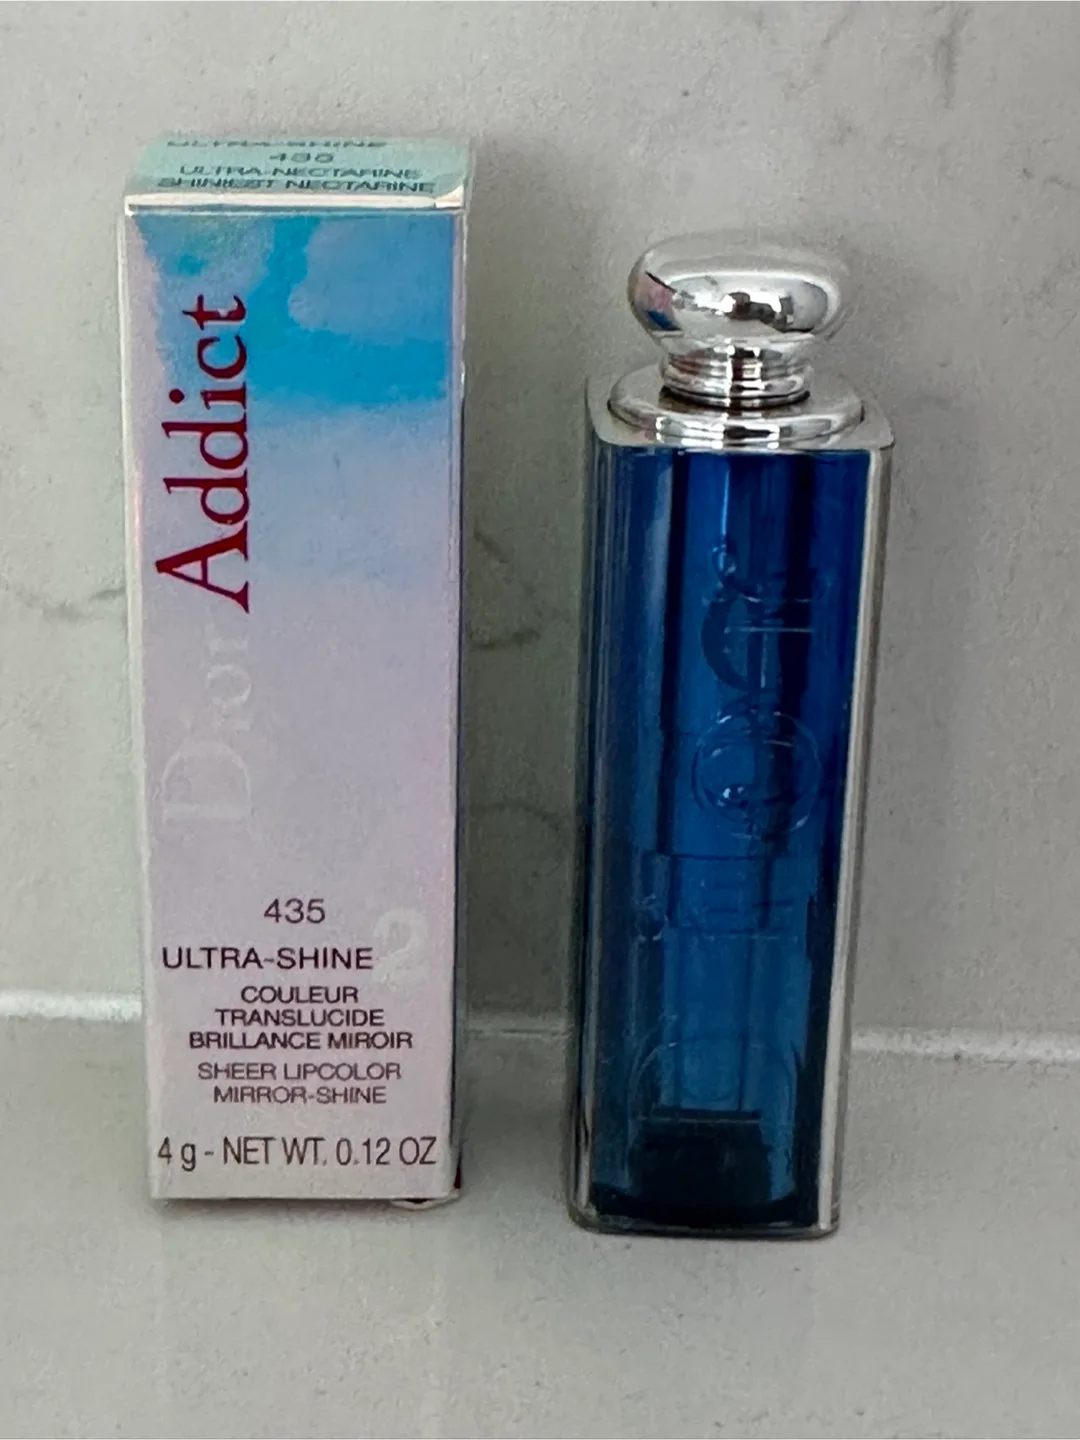 ULTRA-SHINE
435
ULTRA-NECTARINE
SHINIEST NECTARINE
Dior Addict
435
ULTRA-SHINE
COULEUR
TRANSLUCIDE
BRILLANCE MIROIR
SHEER LIPCOLOR
MIRROR-SHINE
4 g - NET WT. 0.12 OZ
Dior